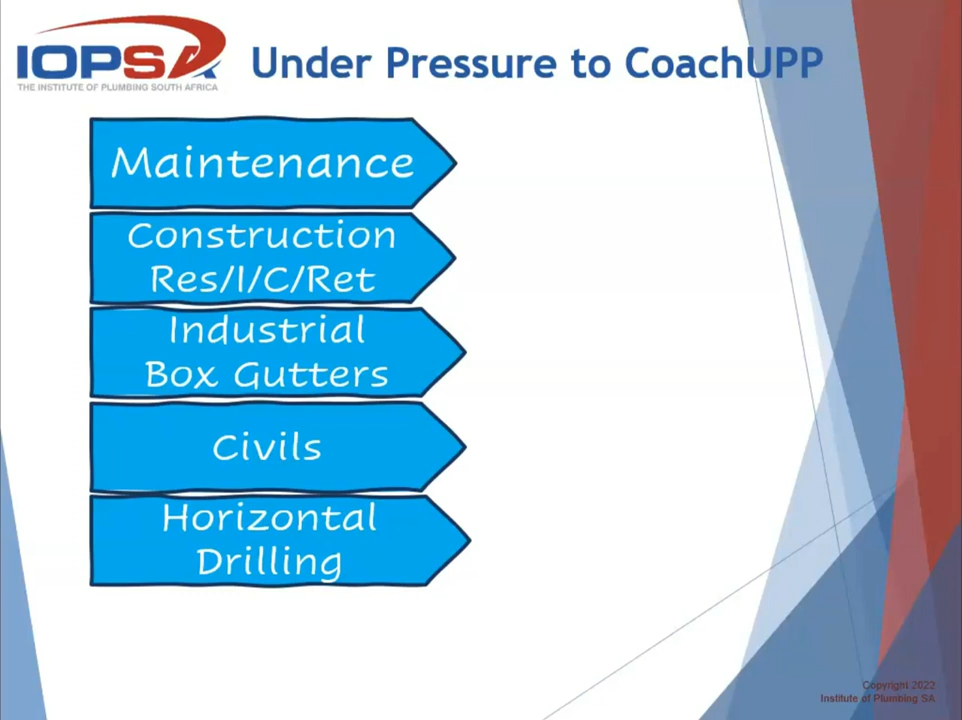 IOPSA
THE INSTITUTE OF PLUMBING SOUTH AFRICA
Under Pressure to CoachUPP
Maintenance
Construction
Res/I/C/Ret
Industrial
Box Gutters
Civils
Horizontal
Drilling
Copyright 2022
Institute of Plumbing SA